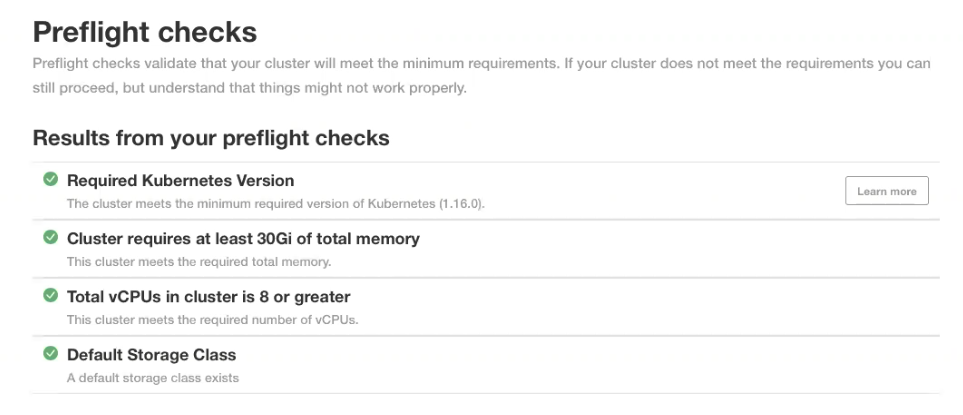 Preflight checks
Preflight checks validate that your cluster will meet the minimum requirements. If your cluster does not meet the requirements you can
still proceed, but understand that things might not work properly.
Results from your preflight checks
Required Kubernetes Version
Learn more
The cluster meets the minimum required version of Kubernetes (1.16.0).
Cluster requires at least 30Gi of total memory
This cluster meets the required total memory.
Total vCPUs in cluster is 8 or greater
This cluster meets the required number of vCPUs.
Default Storage Class
A default storage class exists